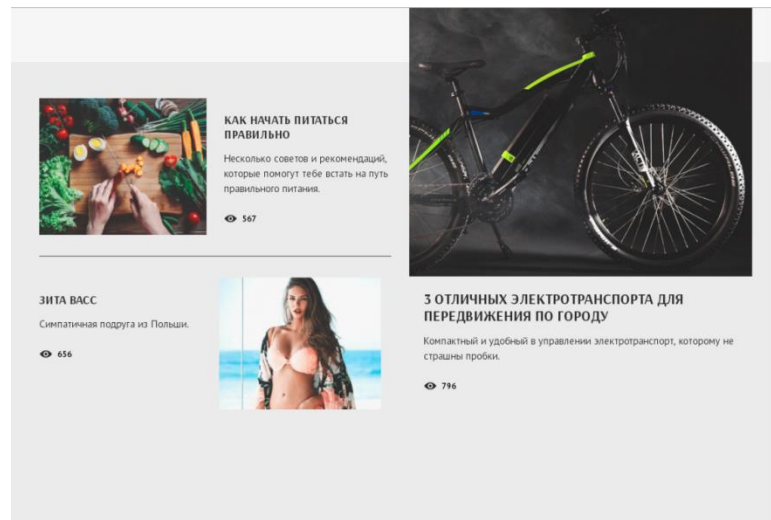 КАК НАЧАТЬ ПИТАТЬСЯ
ПРАВИЛЬНО
Несколько советов и рекомендаций,
которые помогут тебе встать на путь
правильного питания.
567
ЗИТА ВАСС
Симпатичная подруга из Польши.
656
3 ОТЛИЧНЫХ ЭЛЕКТРОТРАНСПОРТА ДЛЯ
ПЕРЕДВИЖЕНИЯ ПО ГОРОДУ
Компактный и удобный в управлении электротранспорт, которому не
страшны пробки.
796